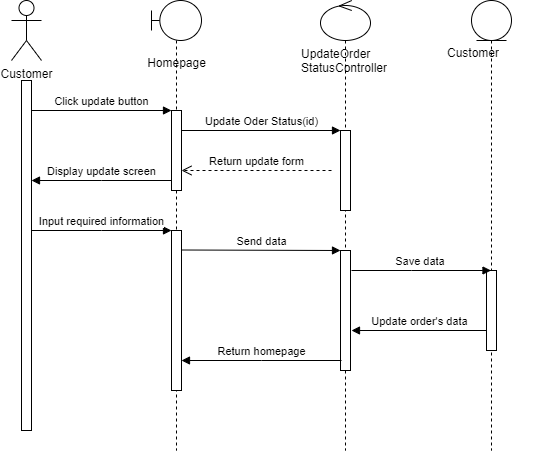 Customer
Homepage
UpdateOrder
StatusController
Customer
Click update button
Update Oder Status(id)
Return update form
Display update screen
Input required information
Send data
Save data
Update order's data
Return homepage